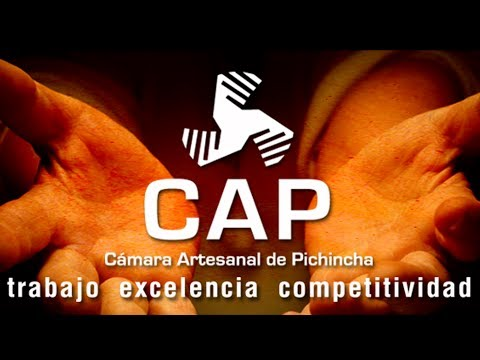 CAP
Cámara Artesanal de Pichincha
trabajo excelencia competitividad